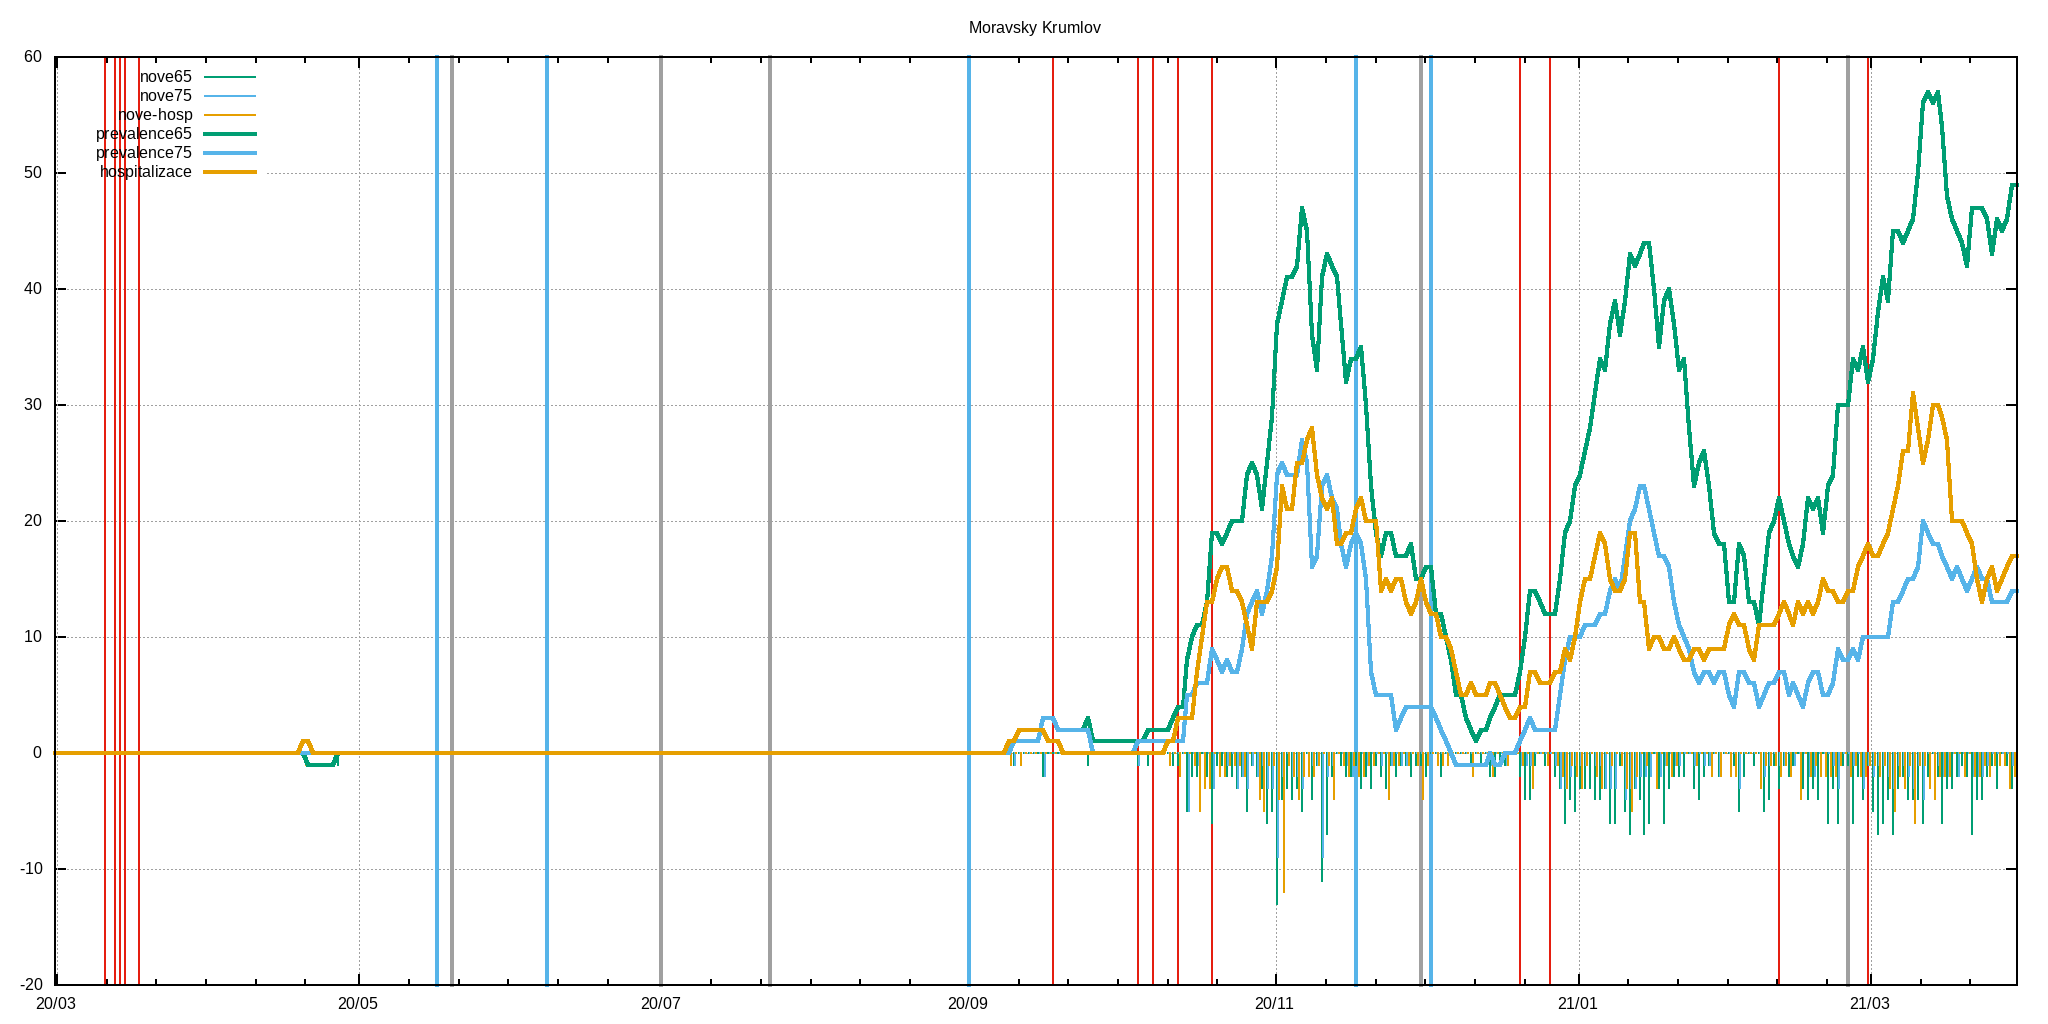 Moravsky Krumlov
60
50
40
30
20
10
0
-10
-20
nove65
nove75
nove-hosp
prevalence65
prevalence75
hospitalizace
20/03 20/05 20/07 20/09 20/11 21/01 21/03